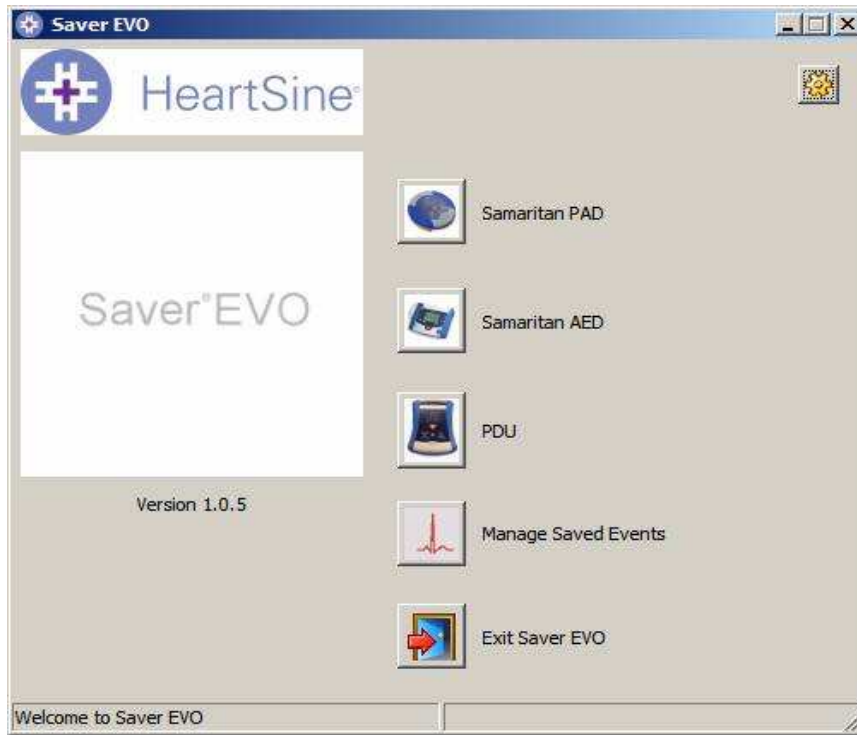 Saver EVO
HeartSine®
Saver®EVO
Version 1.0.5
Samaritan PAD
Samaritan AED
PDU
Manage Saved Events
Exit Saver EVO
Welcome to Saver EVO